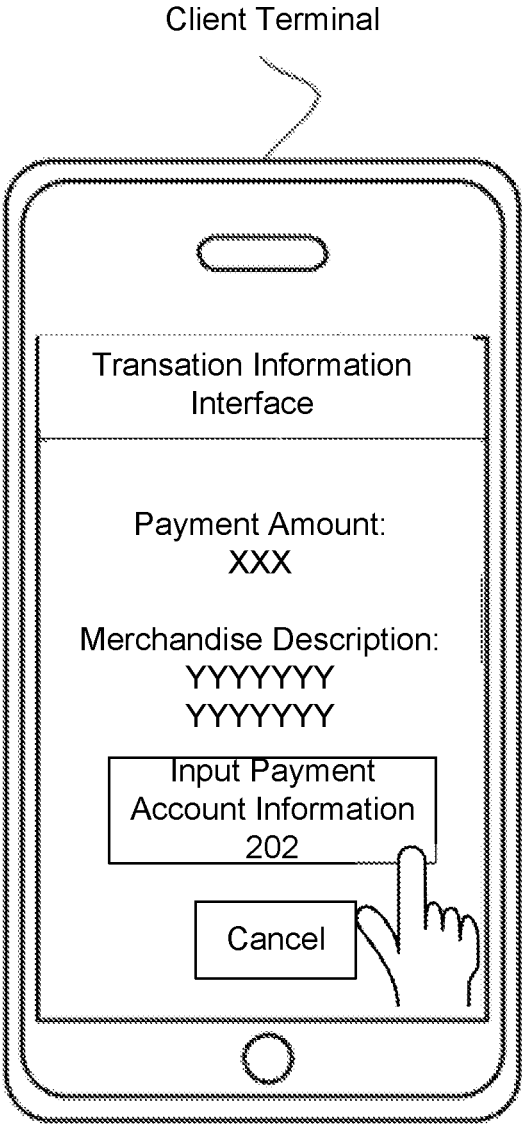 Client Terminal
Transation Information
Interface
Payment Amount:
XXX
Merchandise Description:
YYYYYYY
YYYYYYY
Input Payment
Account Information
202
Cancel